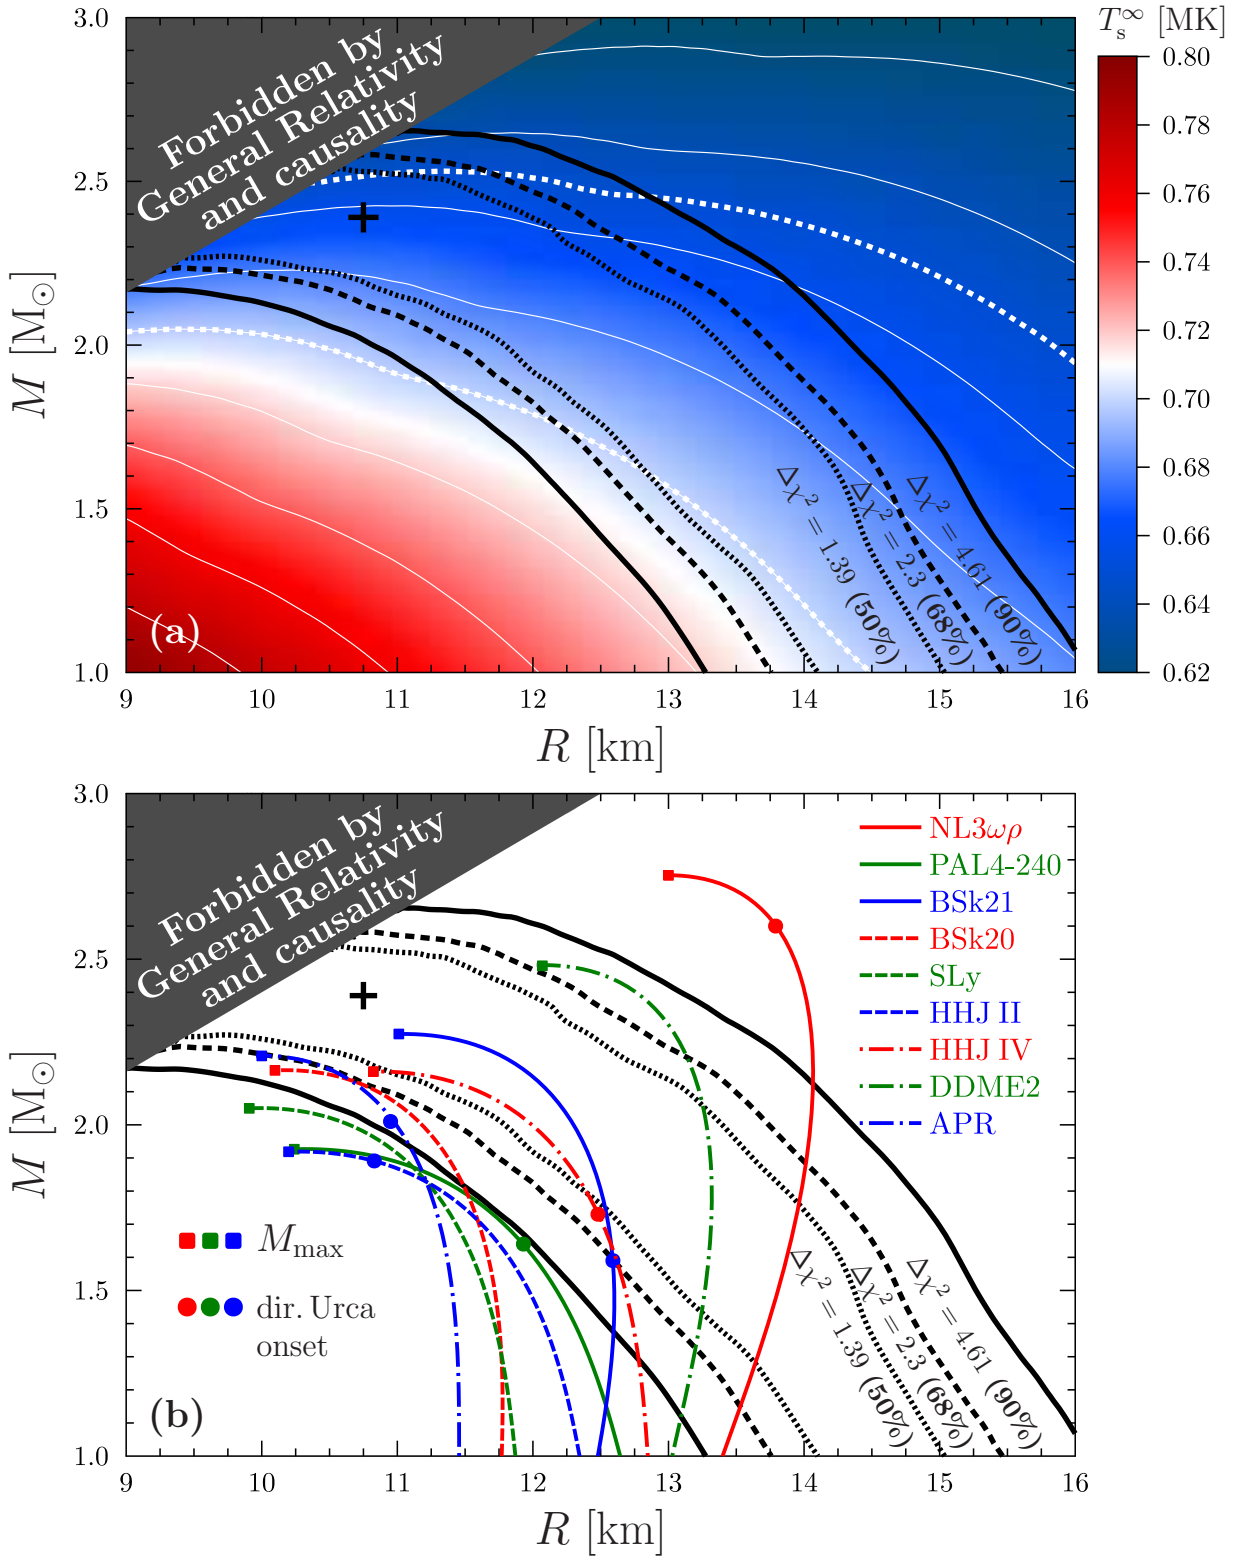 T_s^∞ [MK]
3.0
2.5
2.0
1.5
1.0
M [M⊙]
Forbidden by
General Relativity
and causality
Δχ² = 1.39 (50%)
Δχ² = 2.3 (68%)
Δχ² = 4.61 (90%)
(a)
9 10 11 12 13 14 15 16
R [km]
0.80
0.78
0.76
0.74
0.72
0.70
0.68
0.66
0.64
0.62
3.0
2.5
2.0
1.5
1.0
M [M⊙]
Forbidden by
General Relativity
and causality
NL3ωρ
PAL4-240
BSk21
BSk20
SLy
HHJ II
HHJ IV
DDME2
APR
M_max
dir. Urca
onset
Δχ² = 1.39 (50%)
Δχ² = 2.3 (68%)
Δχ² = 4.61 (90%)
(b)
9 10 11 12 13 14 15 16
R [km]